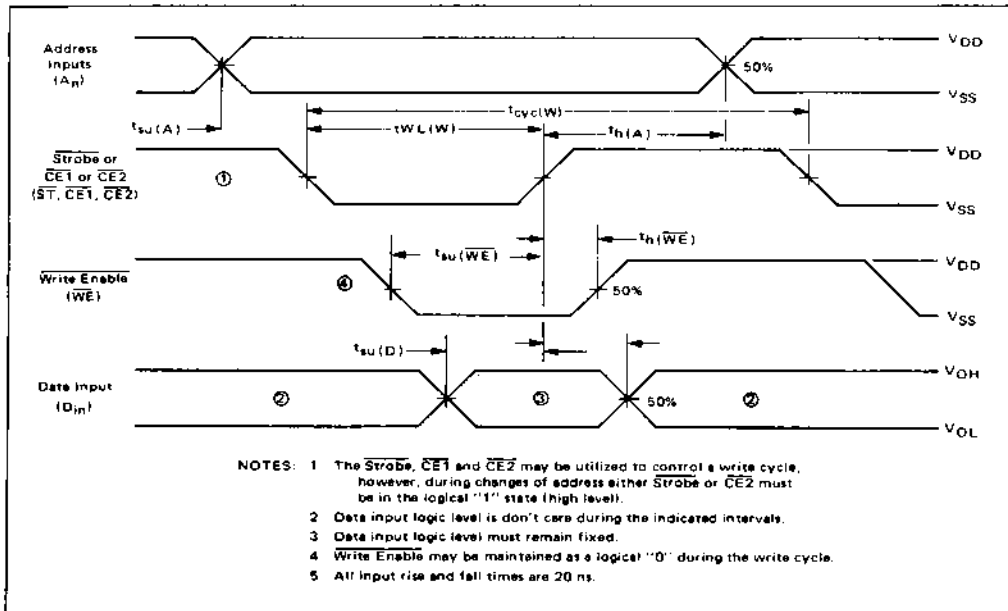 Address
Inputs
(An)
VDD
50%
VSS
tcyc(W)
tsu(A)
tWL(W)
th(A)
Strobe or
CE1 or CE2
(ST, CE1, CE2)
①
VDD
VSS
tsu(WE)
th(WE)
Write Enable
(WE)
④
50%
VDD
VSS
tsu(D)
Data Input
(Din)
②
③
50%
②
VOH
VOL
NOTES: 1 The Strobe, CE1 and CE2 may be utilized to control a write cycle,
however, during changes of address either Strobe or CE2 must
be in the logical "1" state (high level).
2 Data input logic level is don't care during the indicated intervals.
3 Data input logic level must remain fixed.
4 Write Enable may be maintained as a logical "0" during the write cycle.
5 All input rise and fall times are 20 ns.